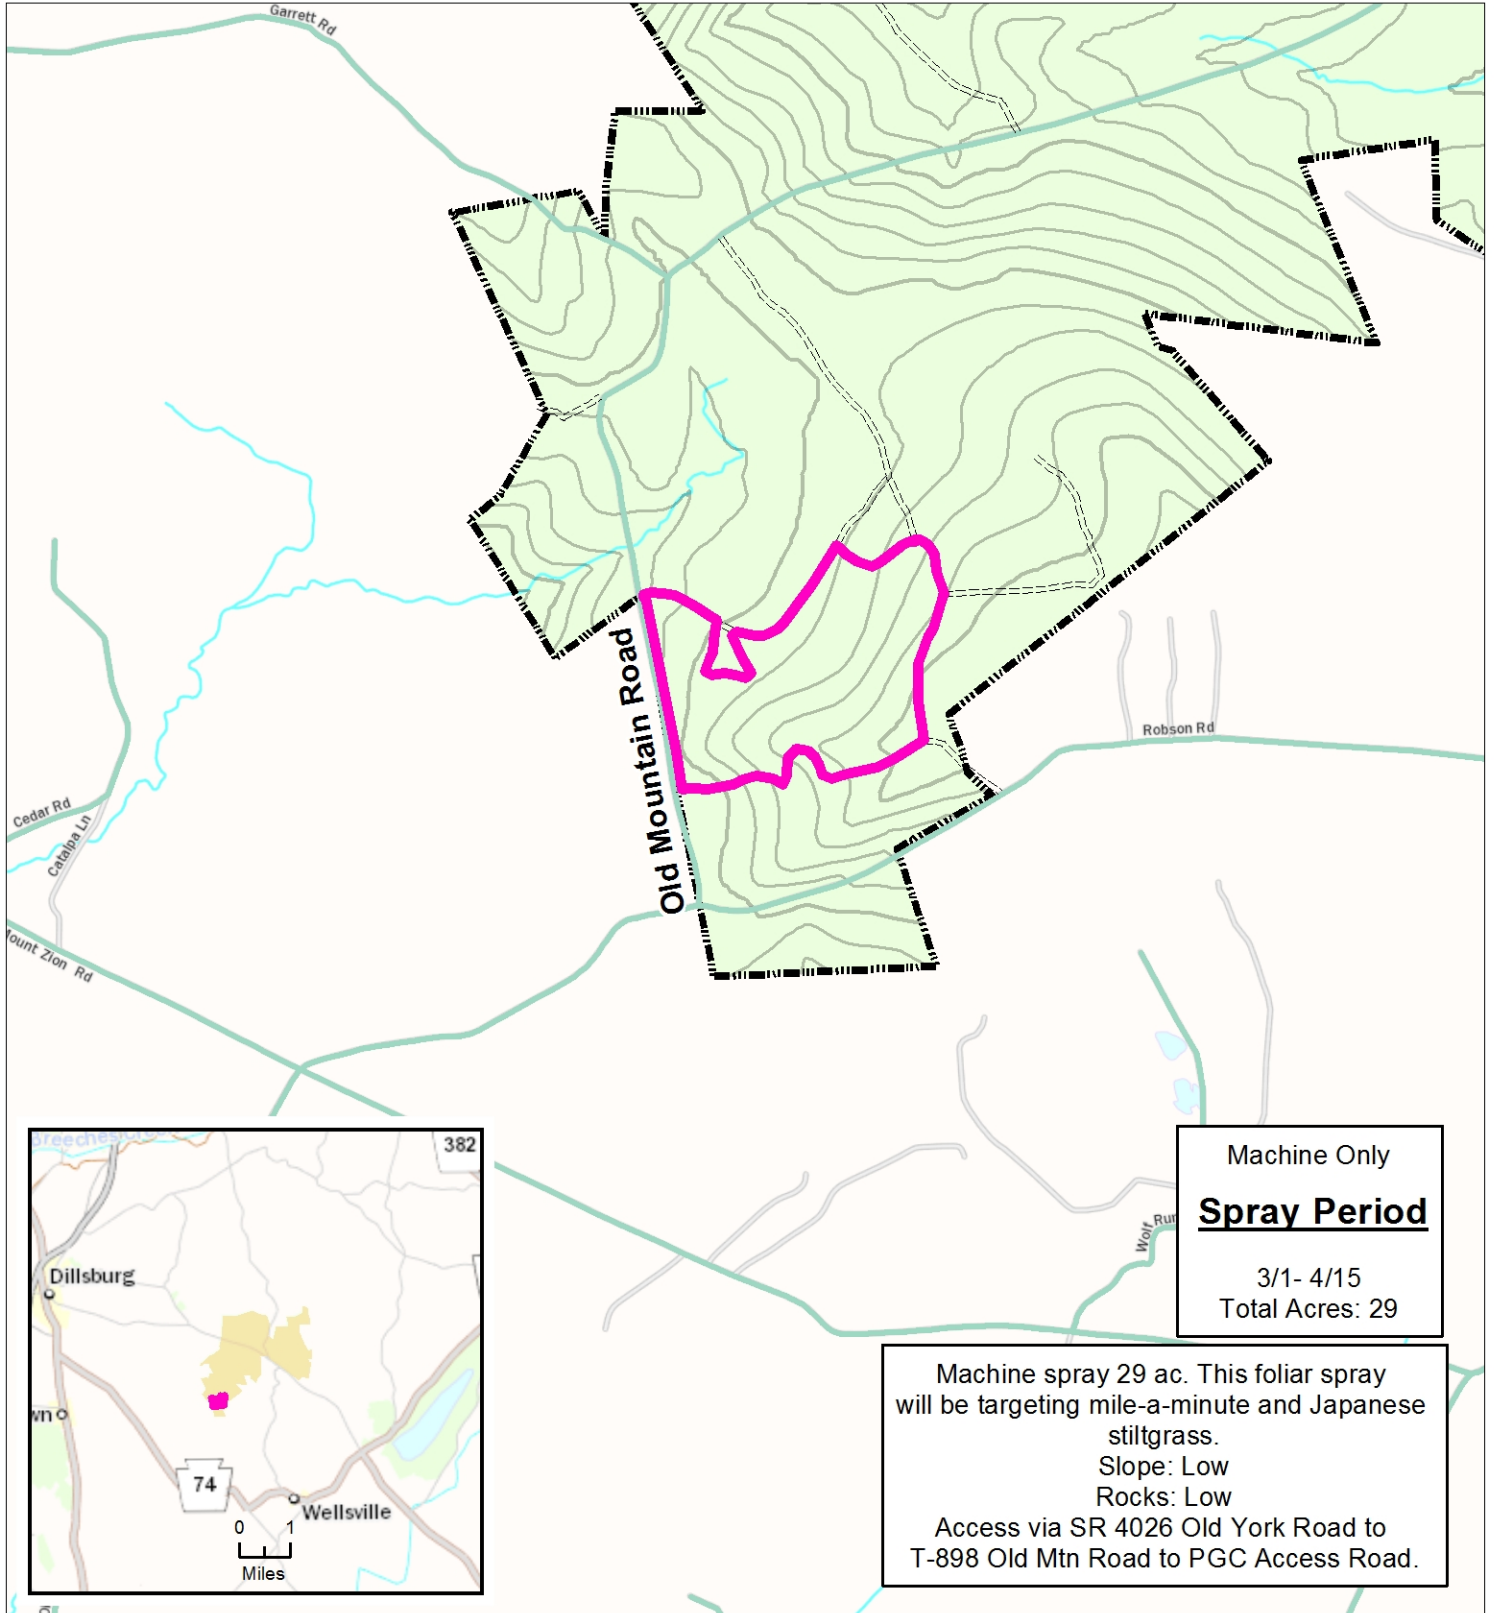 Garrett Rd
Old Mountain Road
Robson Rd
Cedar Rd
Catalpa Ln
Mount Zion Rd
Wolf Run
Breeches Creek
382
Dillsburg
wn
74
Wellsville
0 1
Miles
Machine Only
Spray Period
3/1- 4/15
Total Acres: 29
Machine spray 29 ac. This foliar spray
will be targeting mile-a-minute and Japanese
stiltgrass.
Slope: Low
Rocks: Low
Access via SR 4026 Old York Road to
T-898 Old Mtn Road to PGC Access Road.